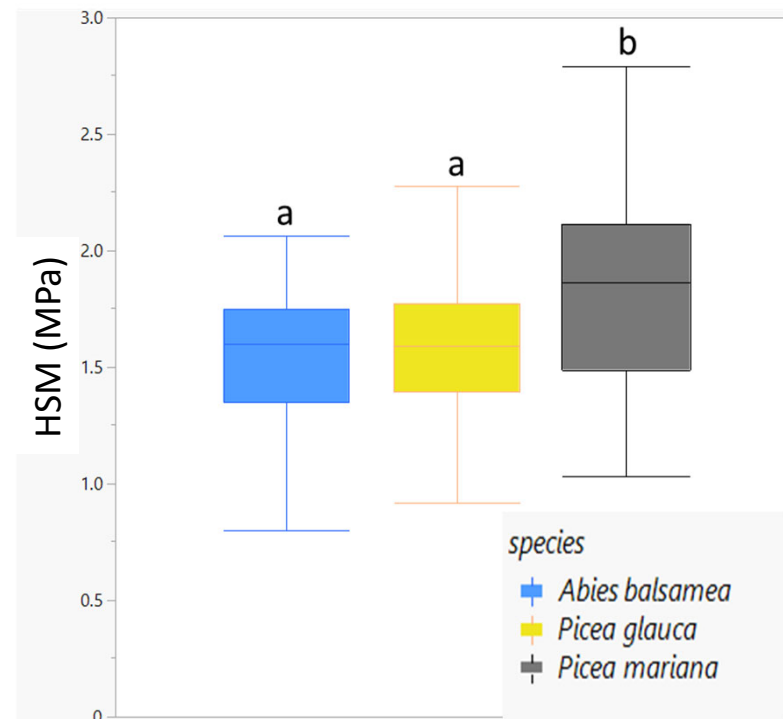 3.0
b
2.5
a
a
2.0
HSM (MPa)
1.5
1.0
species
0.5
Abies balsamea
Picea glauca
Picea mariana
0